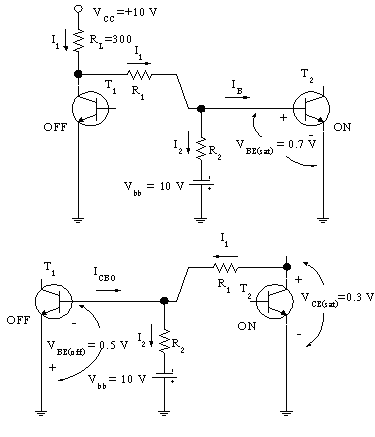 V_CC=+10 V
I_1
R_L=300
I_1
R_1
T_1
I_B
T_2
OFF
+
-
ON
I_2
R_2
V_BE(sat) = 0.7 V
V_bb = 10 V
+
I_1
T_1
I_CBO
R_1
+
T_2
V_CE(sat)=0.3 V
OFF
-
ON
-
V_BE(off) = 0.5 V
I_2
R_2
+
V_bb = 10 V
+